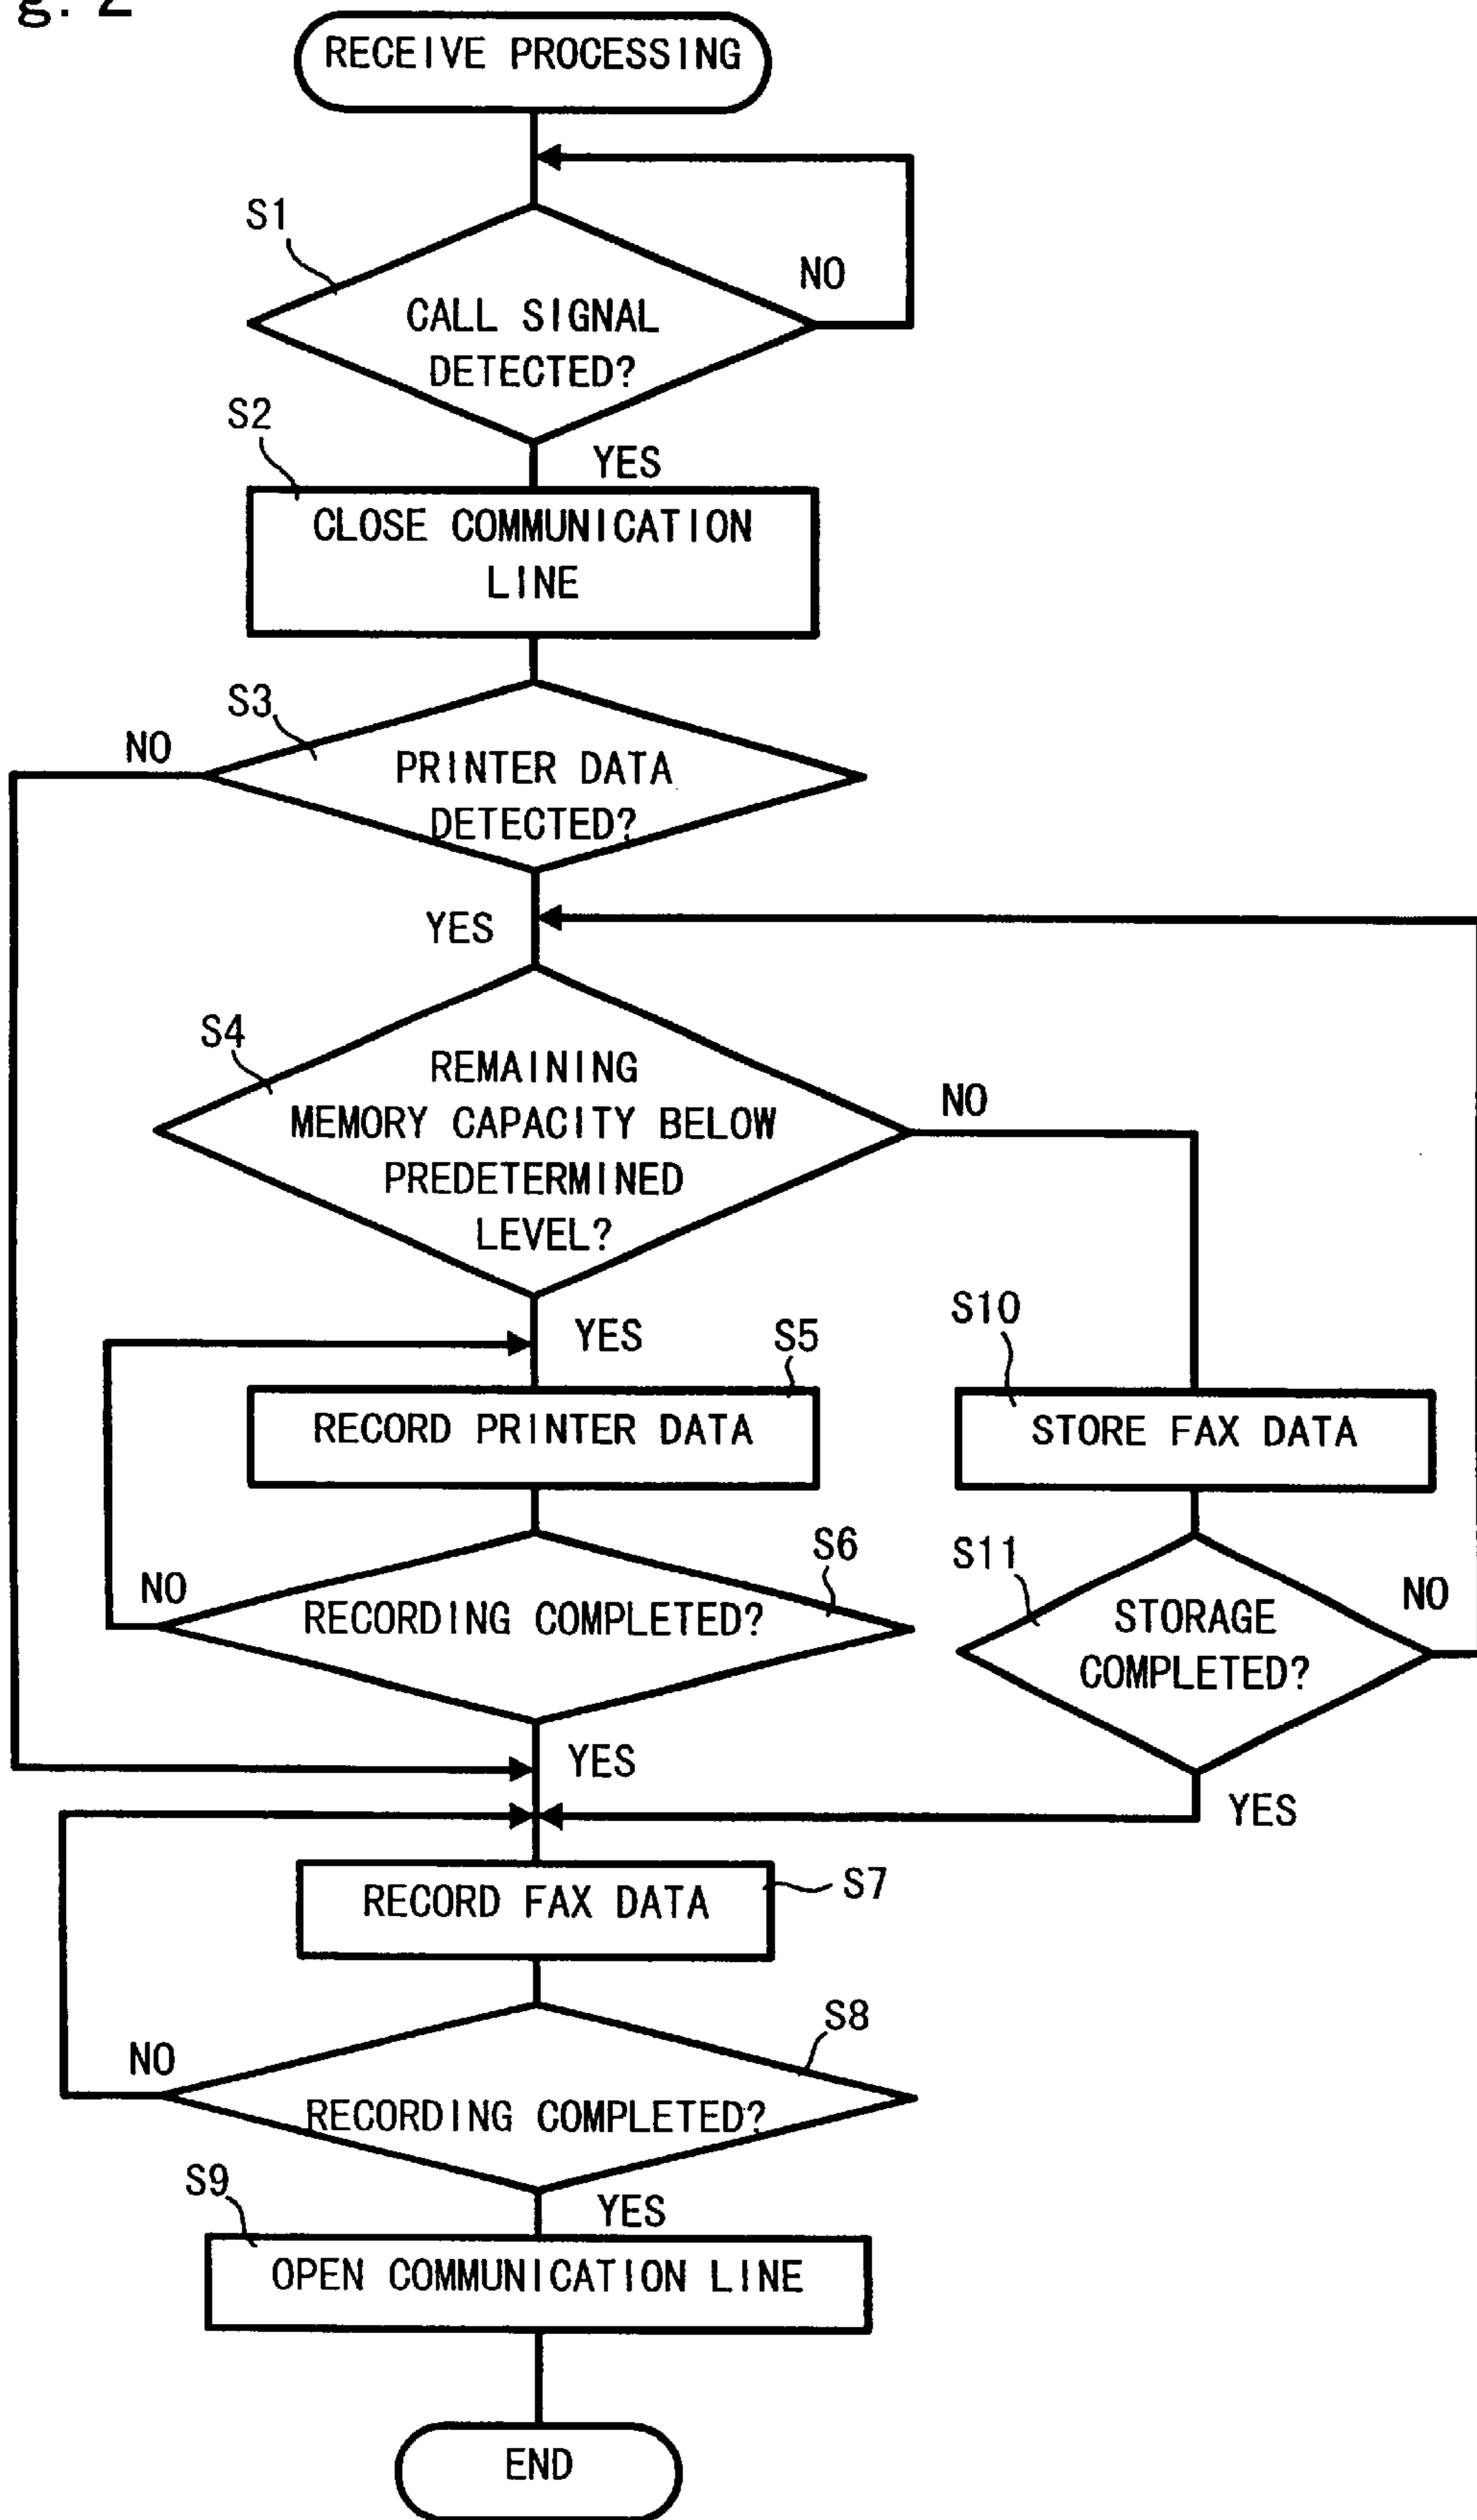 g. 2
RECEIVE PROCESSING
S1
NO
CALL SIGNAL
DETECTED?
S2
YES
CLOSE COMMUNICATION
LINE
S3
NO
PRINTER DATA
DETECTED?
YES
S4
REMAINING
MEMORY CAPACITY BELOW
PREDETERMINED
LEVEL?
NO
YES
S5
S10
RECORD PRINTER DATA
STORE FAX DATA
S6
S11
NO
RECORDING COMPLETED?
STORAGE
COMPLETED?
NO
YES
YES
RECORD FAX DATA
S7
S8
NO
RECORDING COMPLETED?
S9
YES
OPEN COMMUNICATION LINE
END